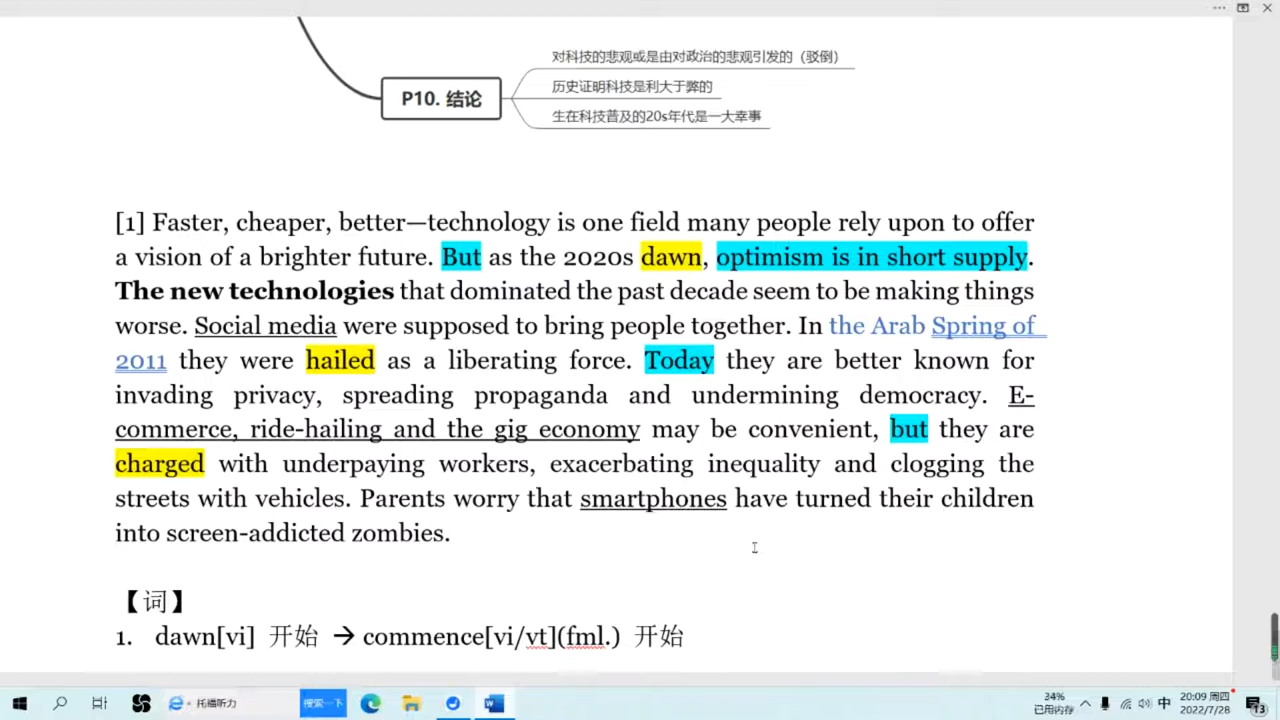 对科技的悲观或是由对政治的悲观引发的（驳倒）
P10. 结论
历史证明科技是利大于弊的
生在科技普及的20s年代是一大幸事
[1] Faster, cheaper, better—technology is one field many people rely upon to offer
a vision of a brighter future. But as the 2020s dawn, optimism is in short supply.
The new technologies that dominated the past decade seem to be making things
worse. Social media were supposed to bring people together. In the Arab Spring of
2011 they were hailed as a liberating force. Today they are better known for
invading privacy, spreading propaganda and undermining democracy. E-
commerce, ride-hailing and the gig economy may be convenient, but they are
charged with underpaying workers, exacerbating inequality and clogging the
streets with vehicles. Parents worry that smartphones have turned their children
into screen-addicted zombies.
【词】
1. dawn[vi] 开始 → commence[vi/vt](fml.) 开始
托福听力
搜索一下
34%
已用内存
中
20:09 周四
2022/7/28
13